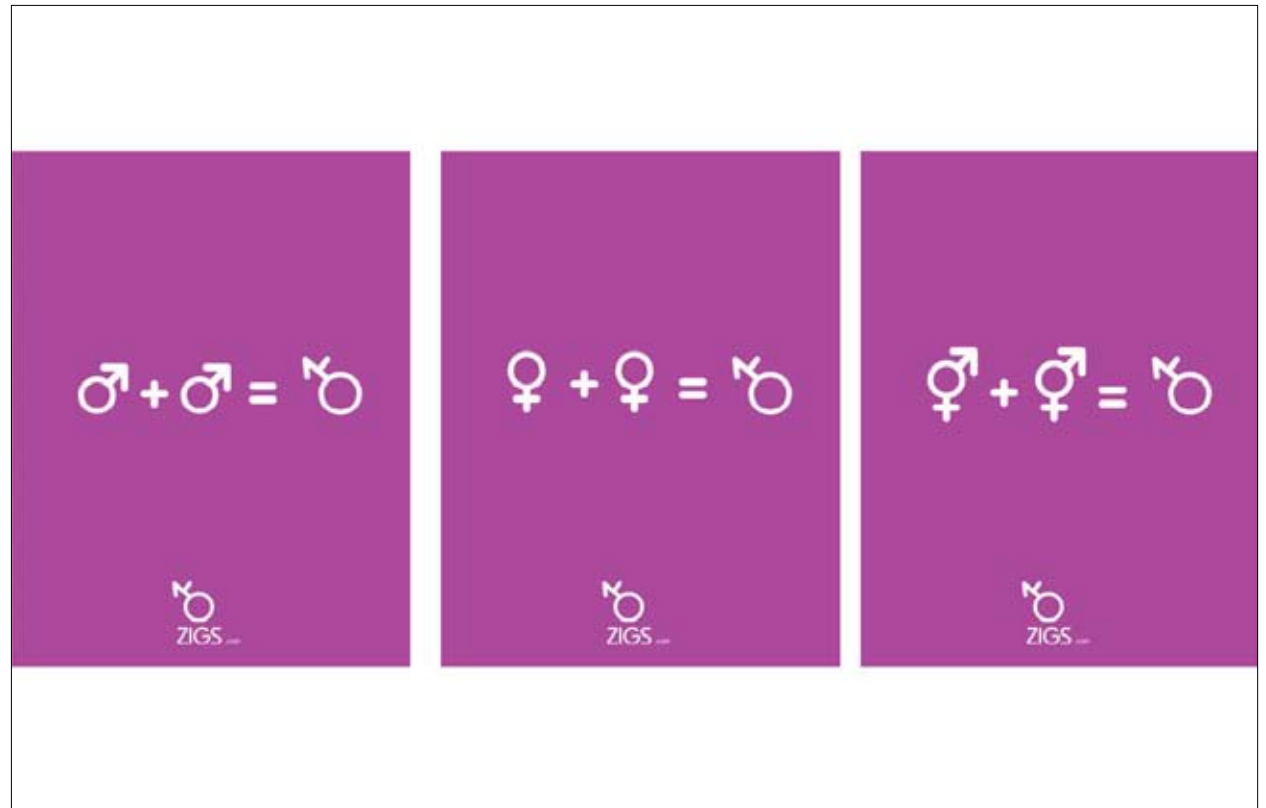 ♂ + ♂ =
♀ + ♀ =
⚥ + ⚥ =
ZIGS
ZIGS
ZIGS